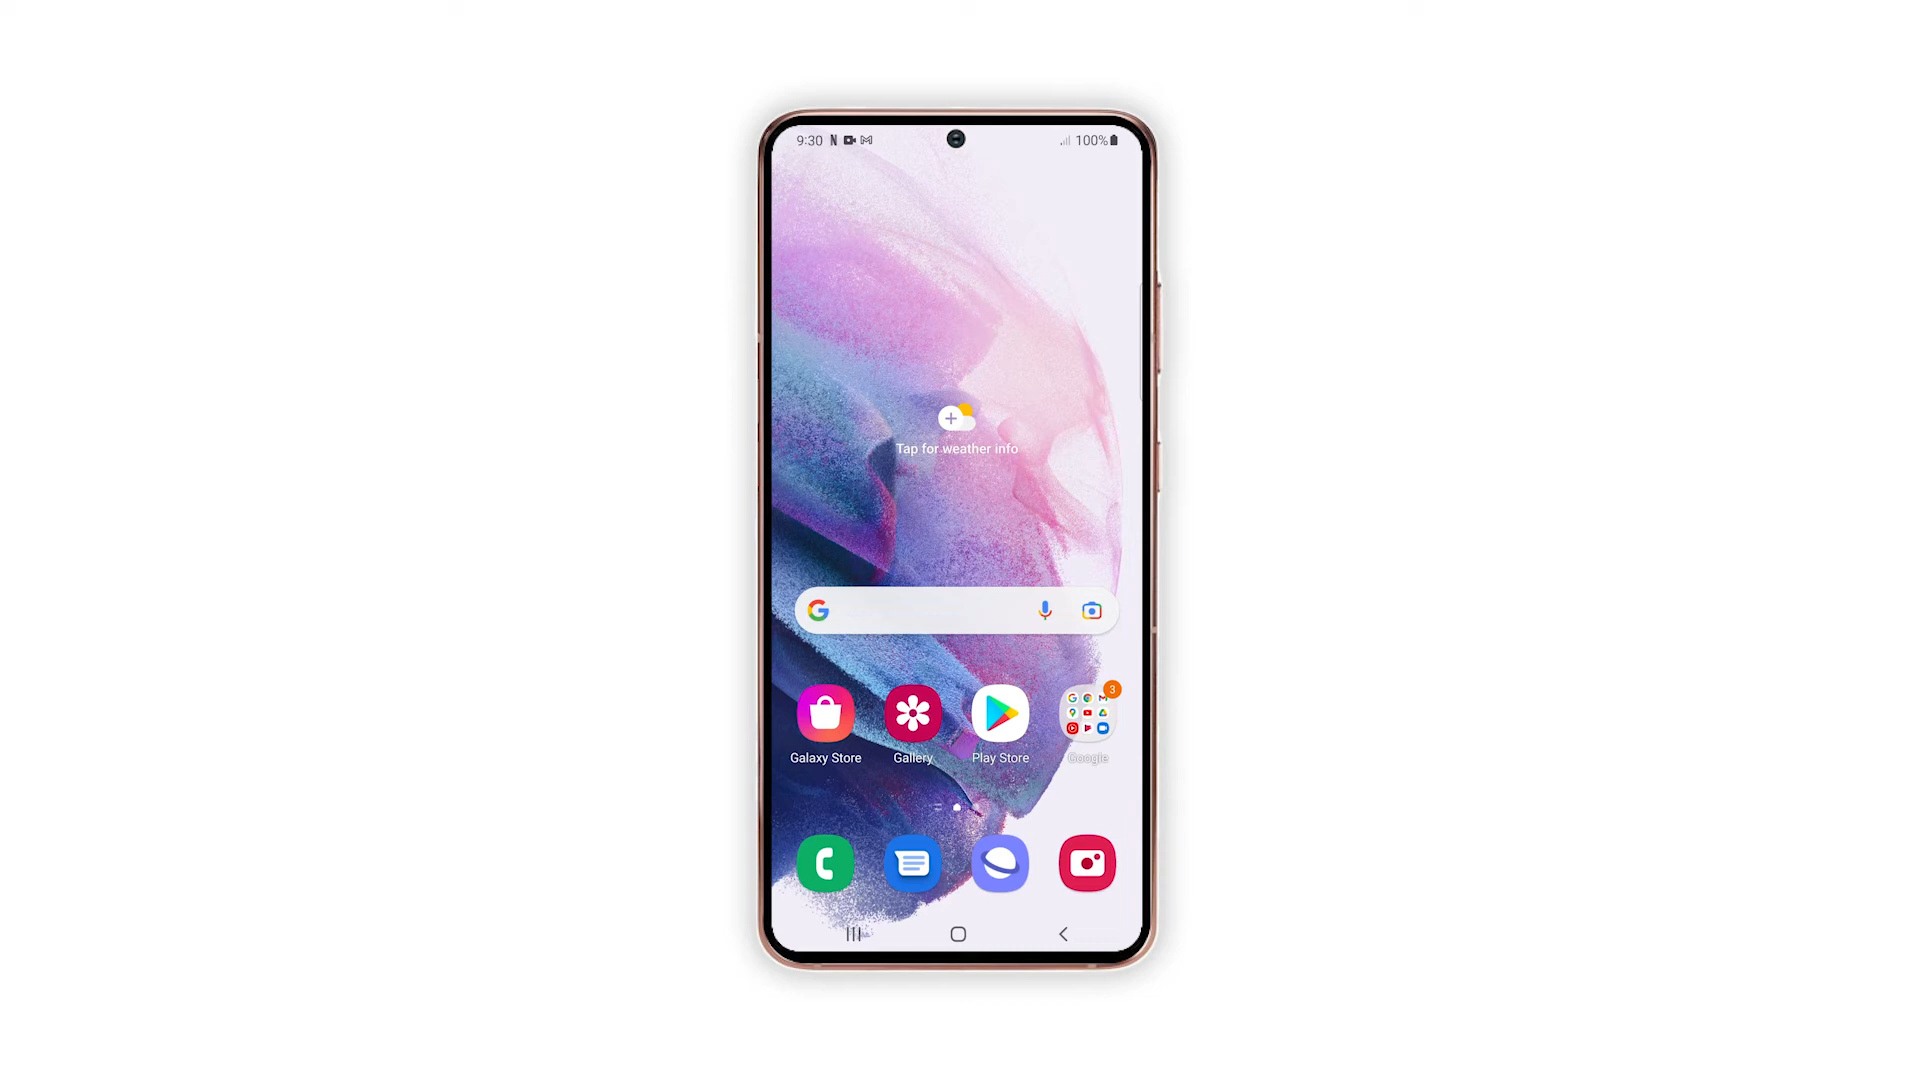 9:30
100%
Tap for weather info
3
Galaxy Store
Gallery
Play Store
Google